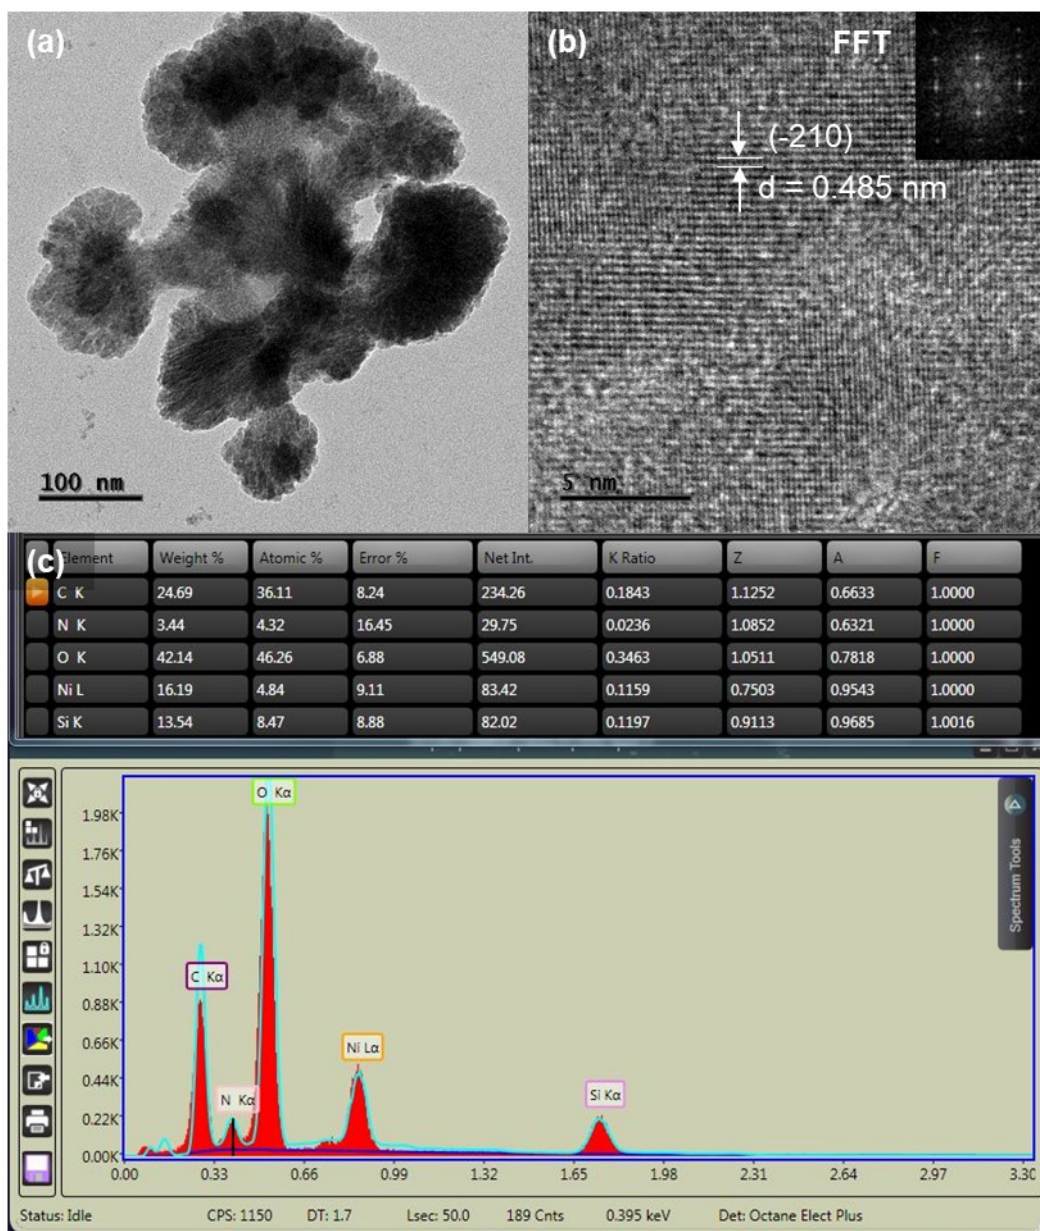 (a)
(b)
FFT
(-210)
d = 0.485 nm
100 nm
5 nm
(c)
Element Weight % Atomic % Error % Net Int. K Ratio Z A F
C K 24.69 36.11 8.24 234.26 0.1843 1.1252 0.6633 1.0000
N K 3.44 4.32 16.45 29.75 0.0236 1.0852 0.6321 1.0000
O K 42.14 46.26 6.88 549.08 0.3463 1.0511 0.7818 1.0000
Ni L 16.19 4.84 9.11 83.42 0.1159 0.7503 0.9543 1.0000
Si K 13.54 8.47 8.88 82.02 0.1197 0.9113 0.9685 1.0016
O Kα
1.98K
1.76K
1.54K
1.32K
1.10K
0.88K
0.66K
0.44K
0.22K
0.00K
C Kα
N Kα
Ni Lα
Si Kα
Spectrum Tools
0.00 0.33 0.66 0.99 1.32 1.65 1.98 2.31 2.64 2.97 3.30
Status: Idle CPS: 1150 DT: 1.7 Lsec: 50.0 189 Cnts 0.395 keV Det: Octane Elect Plus